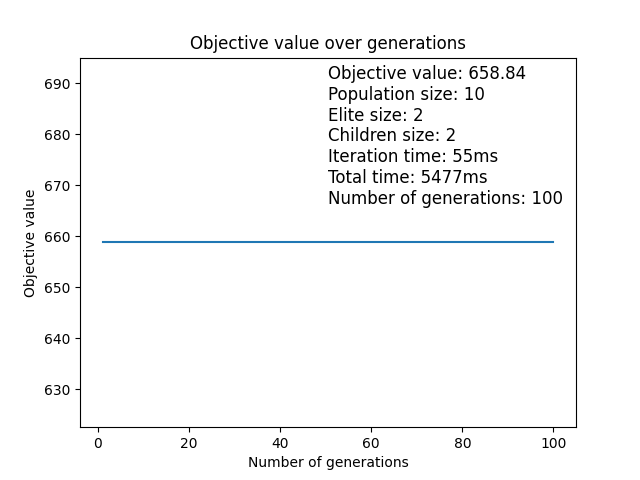 Objective value over generations
Objective value: 658.84
Population size: 10
Elite size: 2
Children size: 2
Iteration time: 55ms
Total time: 5477ms
Number of generations: 100
Objective value
690
680
670
660
650
640
630
0 20 40 60 80 100
Number of generations